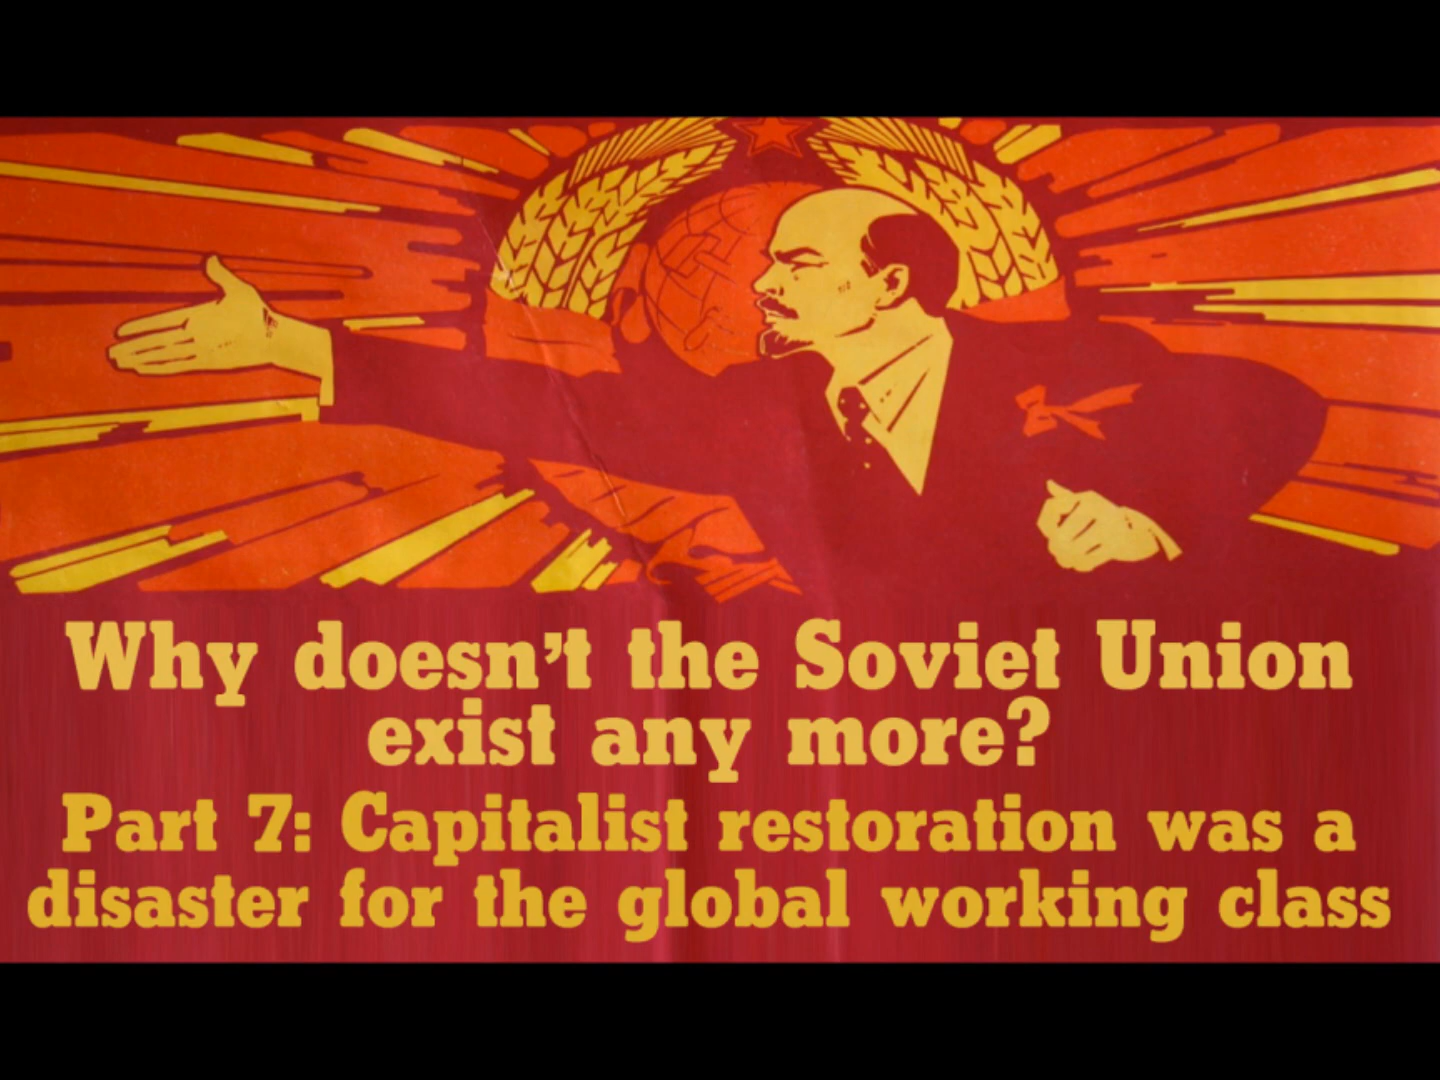 Why doesn't the Soviet Union
exist any more?
Part 7: Capitalist restoration was a
disaster for the global working class